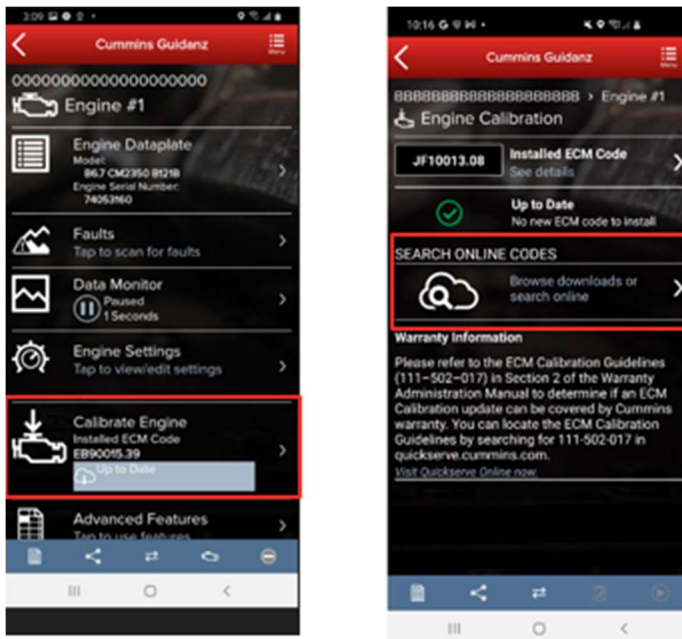 3:09
Cummins Guidanz
Menu
00000000000000000000
Engine #1
Engine Dataplate
Model:
B6.7 CM2350 B121B
Engine Serial Number:
74053160
Faults
Tap to scan for faults
Data Monitor
Paused
1 Seconds
Engine Settings
Tap to view/edit settings
Calibrate Engine
Installed ECM Code
EB90015.39
Up to Date
Advanced Features
Tap to use features
10:16
Cummins Guidanz
Menu
BBBBBBBBBBBBBBBBBBBB > Engine #1
Engine Calibration
JF10013.08
Installed ECM Code
See details
Up to Date
No new ECM code to install
SEARCH ONLINE CODES
Browse downloads or
search online
Warranty Information
Please refer to the ECM Calibration Guidelines
(111-502-017) in Section 2 of the Warranty
Administration Manual to determine if an ECM
Calibration update can be covered by Cummins
warranty. You can locate the ECM Calibration
Guidelines by searching for 111-502-017 in
quickserve.cummins.com.
Visit Quickserve Online now.